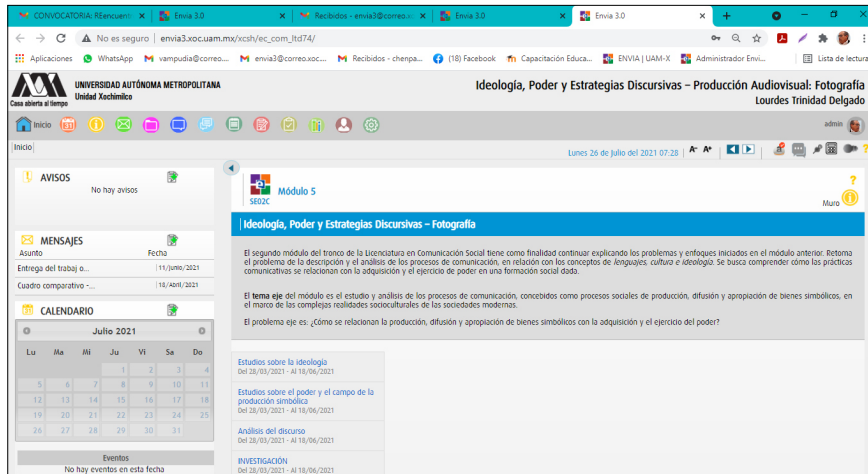 CONVOCATORIA: REencuent
Envia 3.0
Recibidos - envia3@correo.xc
Envia 3.0
Envia 3.0
No es seguro | envia3.xoc.uam.mx/xcsh/ec_com_ltd74/
Aplicaciones
WhatsApp
vampudia@correo...
envia3@correo.xoc...
Recibidos - chenpa...
(18) Facebook
Capacitación Educa...
ENVIA | UAM-X
Administrador Envi...
Lista de lectura
Casa abierta al tiempo
UNIVERSIDAD AUTÓNOMA METROPOLITANA
Unidad Xochimilco
Ideología, Poder y Estrategias Discursivas – Producción Audiovisual: Fotografía
Lourdes Trinidad Delgado
Inicio
admin
|Inicio|
Lunes 26 de Julio del 2021 07:28 | A- A+
AVISOS
No hay avisos
MENSAJES
Asunto Fecha
Entrega del trabaj o... |11/Junio/2021
Cuadro comparativo -... |18/Abril/2021
CALENDARIO
Julio 2021
Lu Ma Mi Ju Vi Sa Do
1 2 3 4
5 6 7 8 9 10 11
12 13 14 15 16 17 18
19 20 21 22 23 24 25
26 27 28 29 30 31
Eventos
No hay eventos en esta fecha
SE02C
Módulo 5
?
Muro
|Ideología, Poder y Estrategias Discursivas – Fotografía
El segundo módulo del tronco de la Licenciatura en Comunicación Social tiene como finalidad continuar explicando los problemas y enfoques iniciados en el módulo anterior. Retoma
el problema de la descripción y el análisis de los procesos de comunicación, en relación con los conceptos de lenguajes, cultura e ideología. Se busca comprender cómo las prácticas
comunicativas se relacionan con la adquisición y el ejercicio de poder en una formación social dada.
El tema eje del módulo es el estudio y análisis de los procesos de comunicación, concebidos como procesos sociales de producción, difusión y apropiación de bienes simbólicos, en
el marco de las complejas realidades socioculturales de las sociedades modernas.
El problema eje es: ¿Cómo se relacionan la producción, difusión y apropiación de bienes simbólicos con la adquisición y el ejercicio del poder?
Estudios sobre la ideología
Del 28/03/2021 - Al 18/06/2021
Estudios sobre el poder y el campo de la
producción simbólica
Del 28/03/2021 - Al 18/06/2021
Análisis del discurso
Del 28/03/2021 - Al 18/06/2021
INVESTIGACIÓN
Del 28/03/2021 - Al 18/06/2021